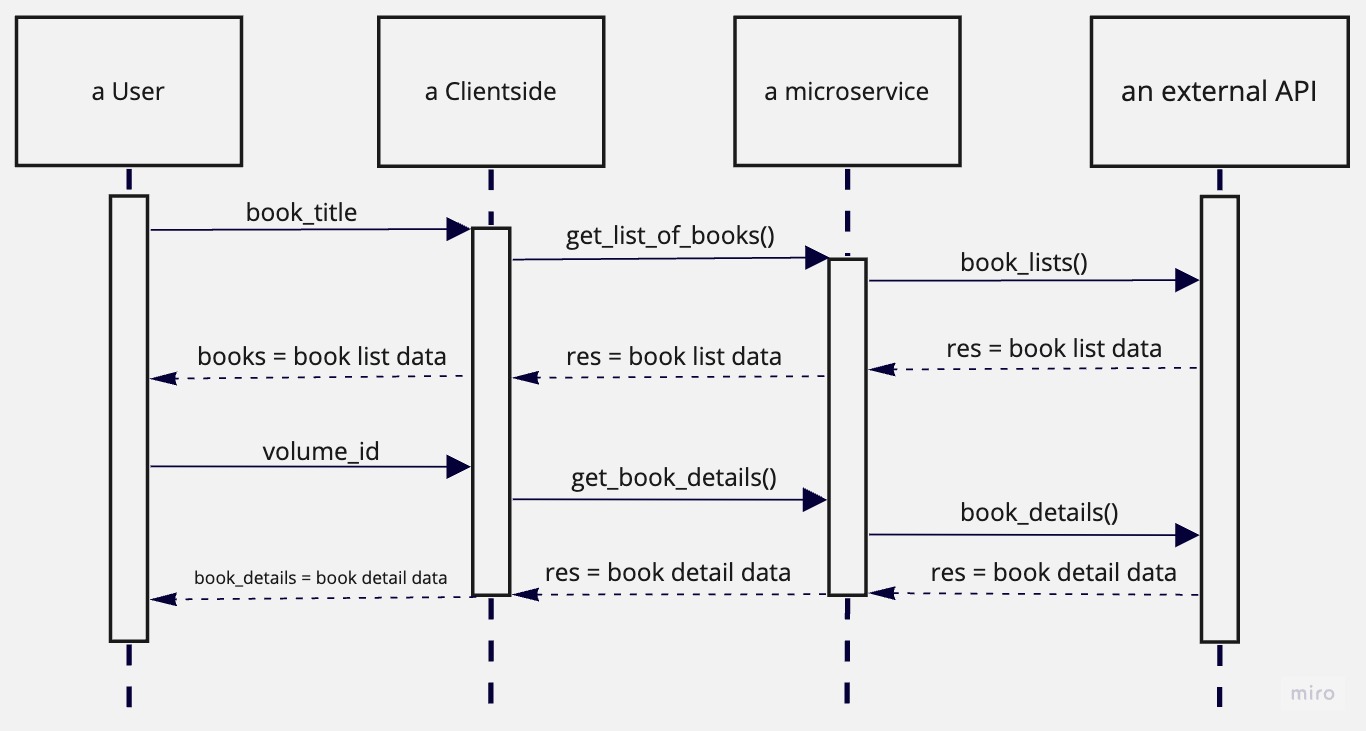 a User
a Clientside
a microservice
an external API
book_title
get_list_of_books()
book_lists()
books = book list data
res = book list data
res = book list data
volume_id
get_book_details()
book_details()
book_details = book detail data
res = book detail data
res = book detail data
miro